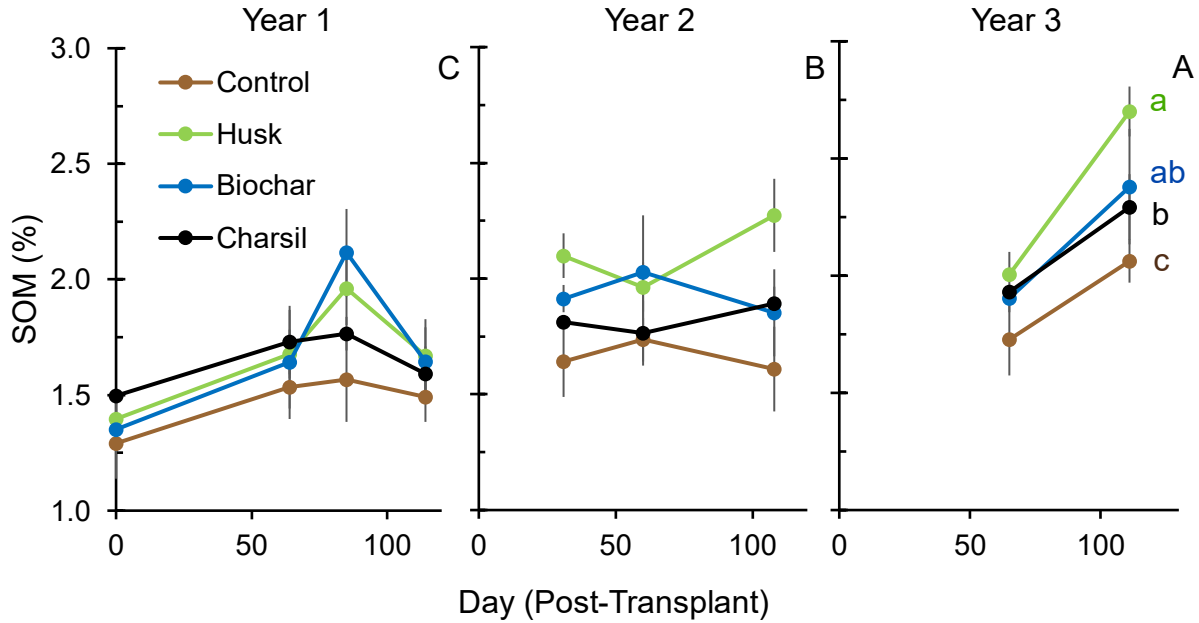 Year 1 Year 2 Year 3
3.0 C B A
Control a
Husk
2.5
Biochar ab
Charsil b
2.0 c
SOM (%)
1.5
1.0
0 50 100 0 50 100 0 50 100
Day (Post-Transplant)